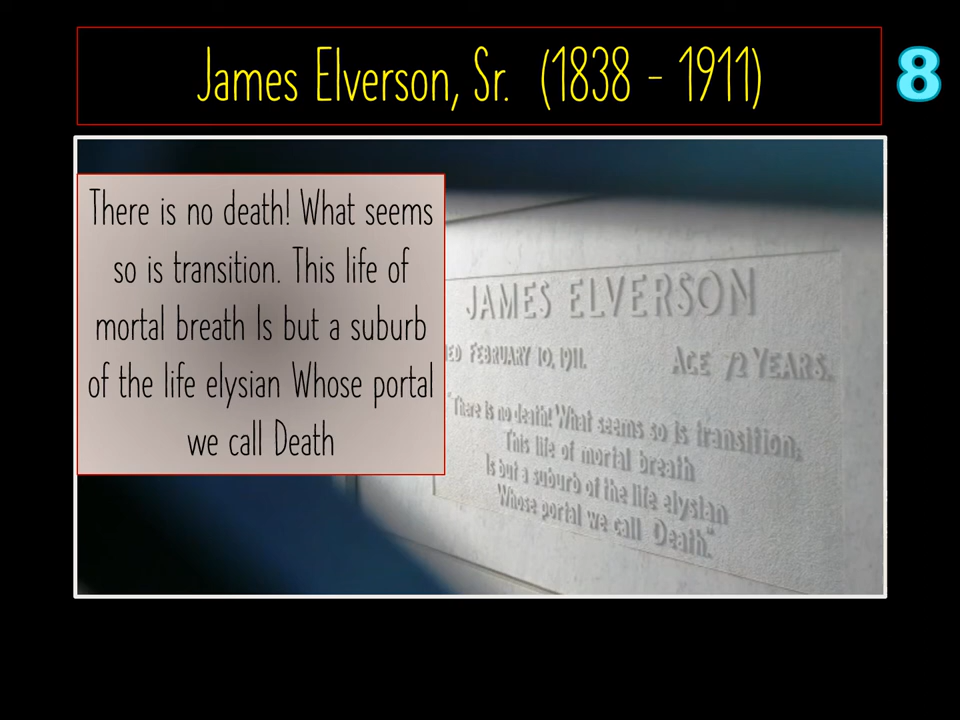 James Elverson, Sr. (1838 - 1911)
8
There is no death! What seems
so is transition. This life of
mortal breath Is but a suburb
of the life elysian Whose portal
we call Death
JAMES ELVERSON
FEBRUARY 10, 1911. AGE 72 YEARS.
"There is no death! What seems so is transition;
This life of mortal breath
Is but a suburb of the life elysian
Whose portal we call Death."